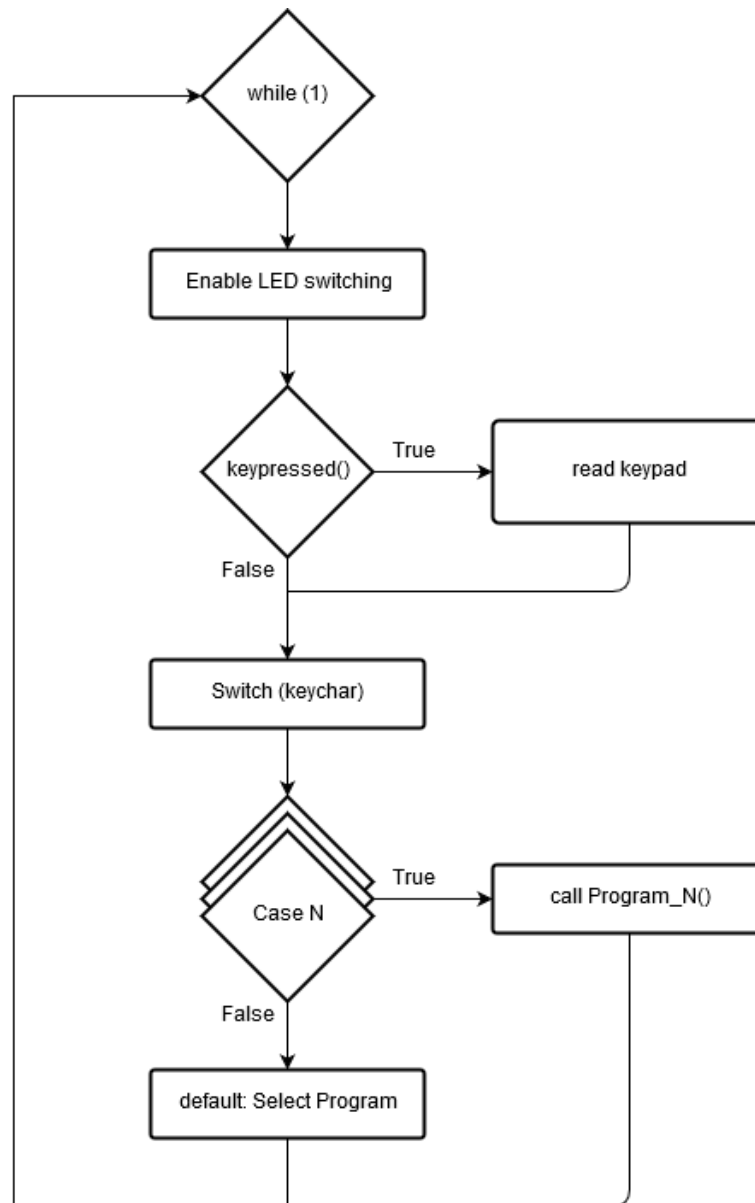 while (1)
Enable LED switching
keypressed()
True
read keypad
False
Switch (keychar)
Case N
True
call Program_N()
False
default: Select Program